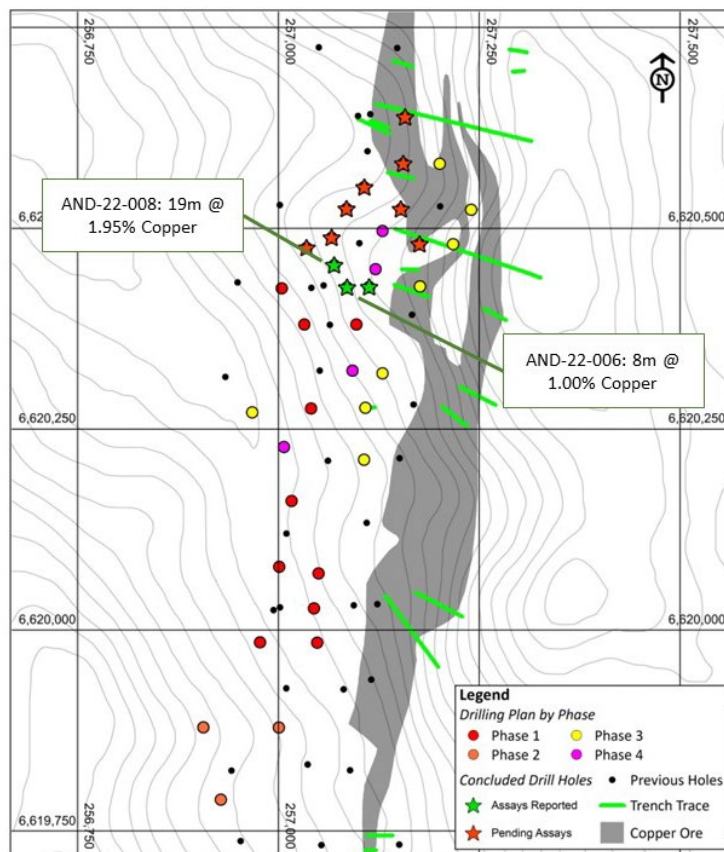 256,750
257,000
257,250
257,500
N
AND-22-008: 19m @
1.95% Copper
6,620,500
AND-22-006: 8m @
1.00% Copper
6,620,250
6,620,250
6,620,000
6,620,000
Legend
Drilling Plan by Phase
Phase 1
Phase 3
Phase 2
Phase 4
Concluded Drill Holes
Previous Holes
Assays Reported
Trench Trace
Pending Assays
Copper Ore
6,619,750
256,750
257,000